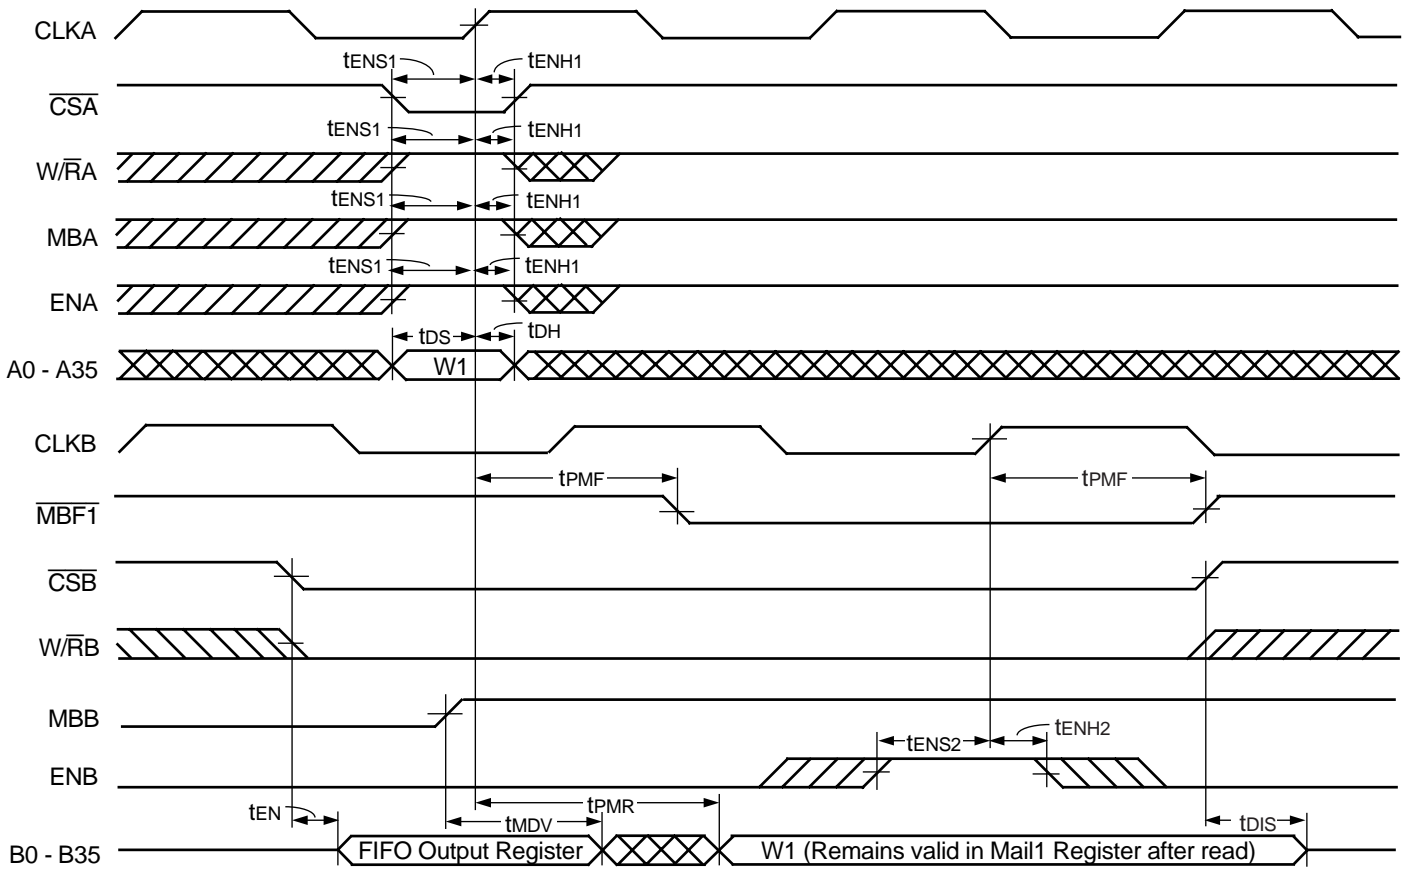 CLKA
tENS1 tENH1
CSA
tENS1 tENH1
W/RA
tENS1 tENH1
MBA
tENS1 tENH1
ENA
tDS tDH
A0 - A35 W1
CLKB
tPMF tPMF
MBF1
CSB
W/RB
MBB
tENS2 tENH2
ENB
tEN tMDV tPMR tDIS
B0 - B35 FIFO Output Register W1 (Remains valid in Mail1 Register after read)